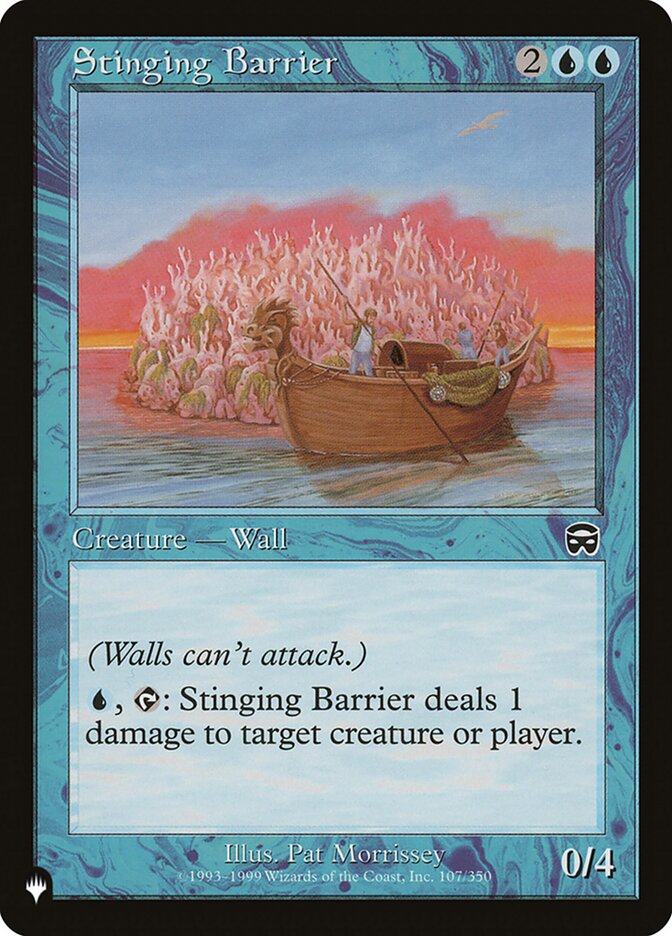 Stinging Barrier 2
Creature — Wall
(Walls can't attack.)
, : Stinging Barrier deals 1
damage to target creature or player.
Illus. Pat Morrissey
©1993–1999 Wizards of the Coast, Inc. 107/350
0/4